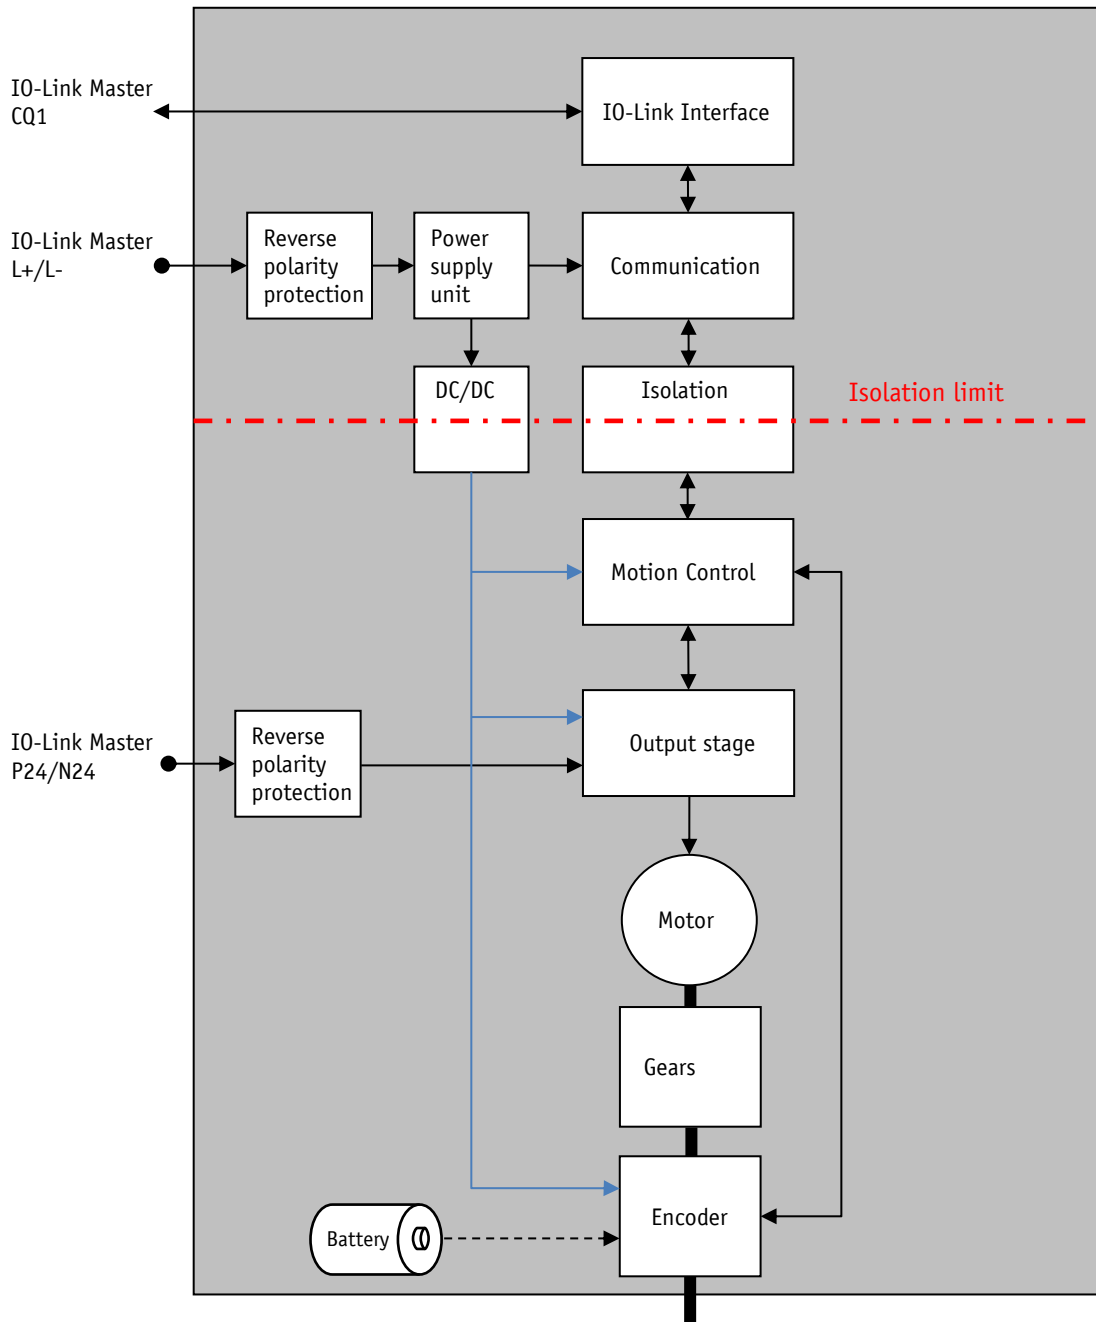 IO-Link Master
CQ1
IO-Link Interface
IO-Link Master
L+/L-
Reverse
polarity
protection
Power
supply
unit
Communication
DC/DC
Isolation
Isolation limit
Motion Control
IO-Link Master
P24/N24
Reverse
polarity
protection
Output stage
Motor
Gears
Encoder
Battery